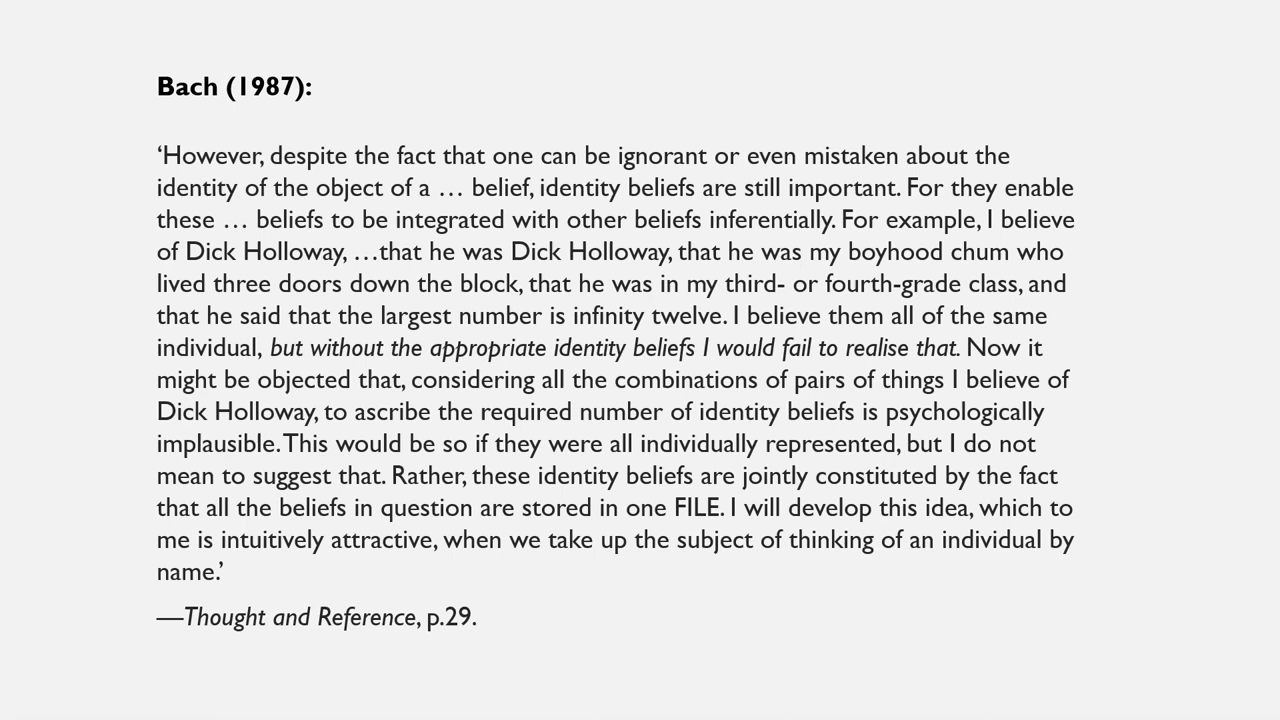 Bach (1987):
‘However, despite the fact that one can be ignorant or even mistaken about the
identity of the object of a … belief, identity beliefs are still important. For they enable
these … beliefs to be integrated with other beliefs inferentially. For example, I believe
of Dick Holloway, …that he was Dick Holloway, that he was my boyhood chum who
lived three doors down the block, that he was in my third- or fourth-grade class, and
that he said that the largest number is infinity twelve. I believe them all of the same
individual, but without the appropriate identity beliefs I would fail to realise that. Now it
might be objected that, considering all the combinations of pairs of things I believe of
Dick Holloway, to ascribe the required number of identity beliefs is psychologically
implausible. This would be so if they were all individually represented, but I do not
mean to suggest that. Rather, these identity beliefs are jointly constituted by the fact
that all the beliefs in question are stored in one FILE. I will develop this idea, which to
me is intuitively attractive, when we take up the subject of thinking of an individual by
name.’
—Thought and Reference, p.29.